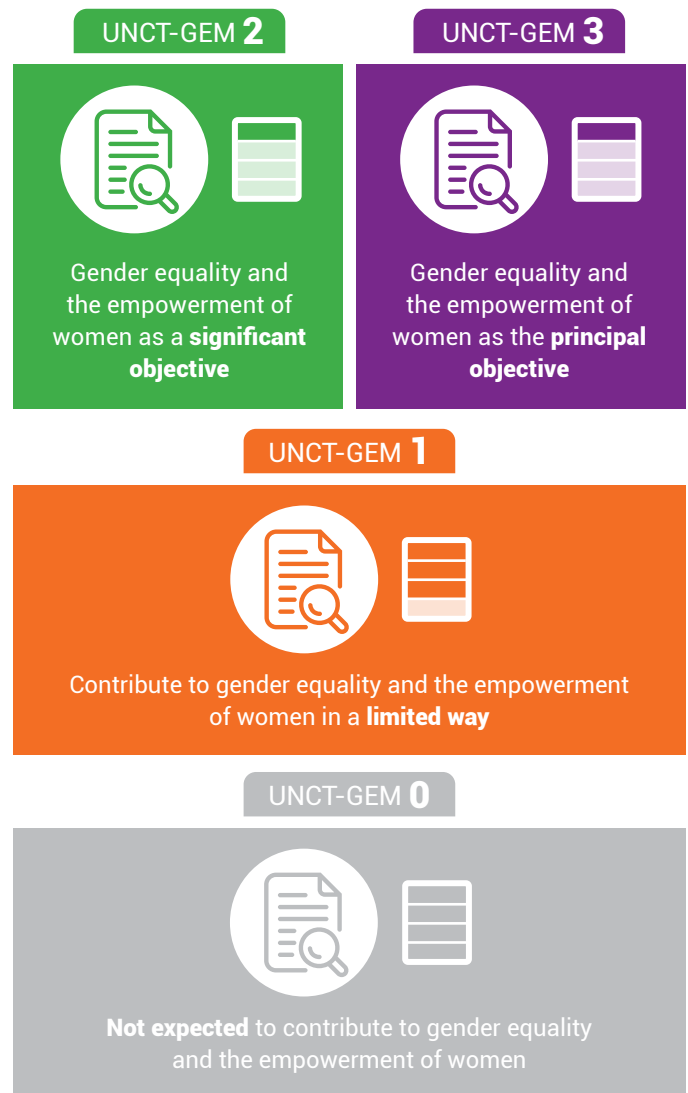 UNCT-GEM 2
Gender equality and
the empowerment of
women as a significant
objective
UNCT-GEM 3
Gender equality and
the empowerment of
women as the principal
objective
UNCT-GEM 1
Contribute to gender equality and the empowerment
of women in a limited way
UNCT-GEM 0
Not expected to contribute to gender equality
and the empowerment of women